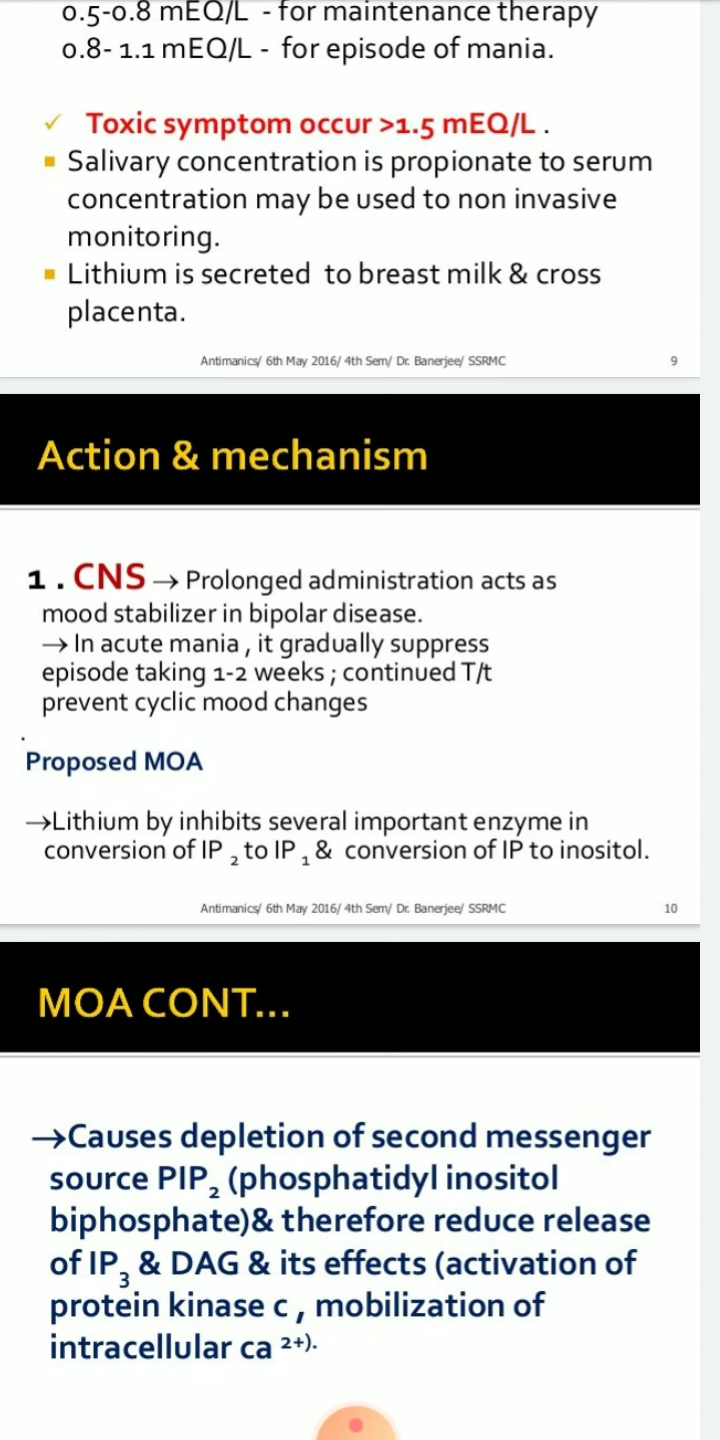 0.5-0.8 mEQ/L - for maintenance therapy
0.8- 1.1 mEQ/L - for episode of mania.
✓ Toxic symptom occur >1.5 mEQ/L .
▪ Salivary concentration is propionate to serum
concentration may be used to non invasive
monitoring.
▪ Lithium is secreted to breast milk & cross
placenta.
Antimanics/ 6th May 2016/ 4th Sem/ Dr. Banerjee/ SSRMC 9
Action & mechanism
1 . CNS → Prolonged administration acts as
mood stabilizer in bipolar disease.
→ In acute mania , it gradually suppress
episode taking 1-2 weeks ; continued T/t
prevent cyclic mood changes
.
Proposed MOA
→Lithium by inhibits several important enzyme in
conversion of IP ₂ to IP ₁ & conversion of IP to inositol.
Antimanics/ 6th May 2016/ 4th Sem/ Dr. Banerjee/ SSRMC 10
MOA CONT...
→Causes depletion of second messenger
source PIP₂ (phosphatidyl inositol
biphosphate)& therefore reduce release
of IP₃ & DAG & its effects (activation of
protein kinase c , mobilization of
intracellular ca ²⁺⁾.